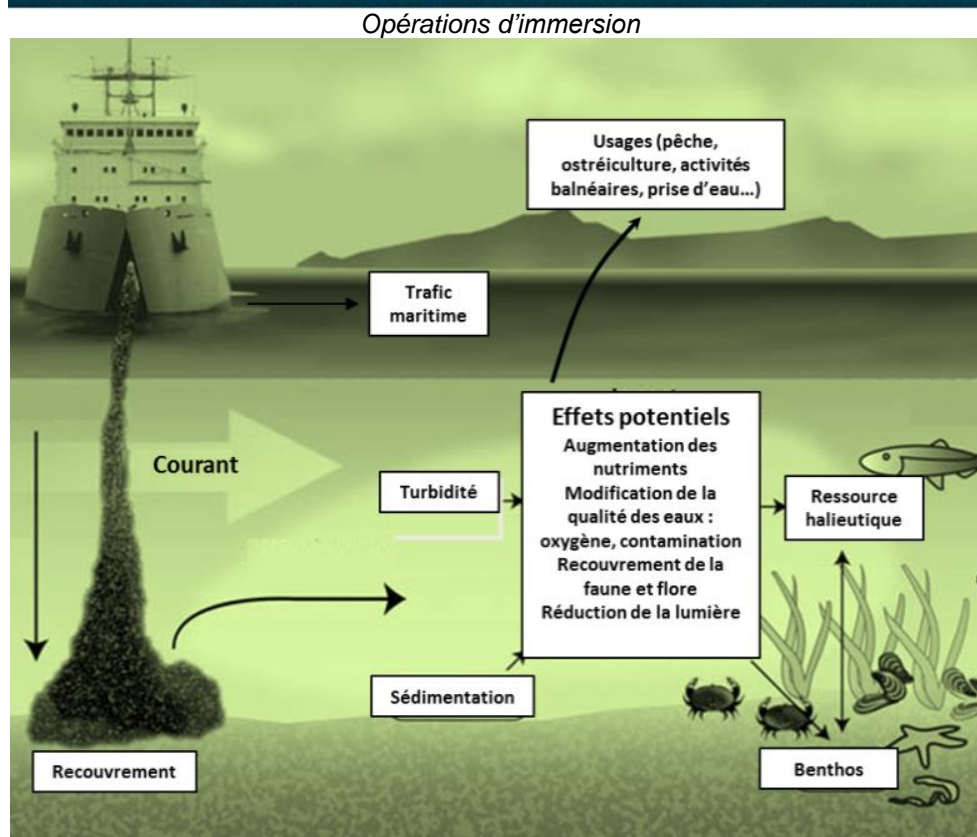 Opérations d'immersion
Usages (pêche,
ostréiculture, activités
balnéaires, prise d'eau...)
Trafic
maritime
Courant
Turbidité
Effets potentiels
Augmentation des
nutriments
Modification de la
qualité des eaux :
oxygène, contamination
Recouvrement de la
faune et flore
Réduction de la lumière
Ressource
halieutique
Sédimentation
Recouvrement
Benthos